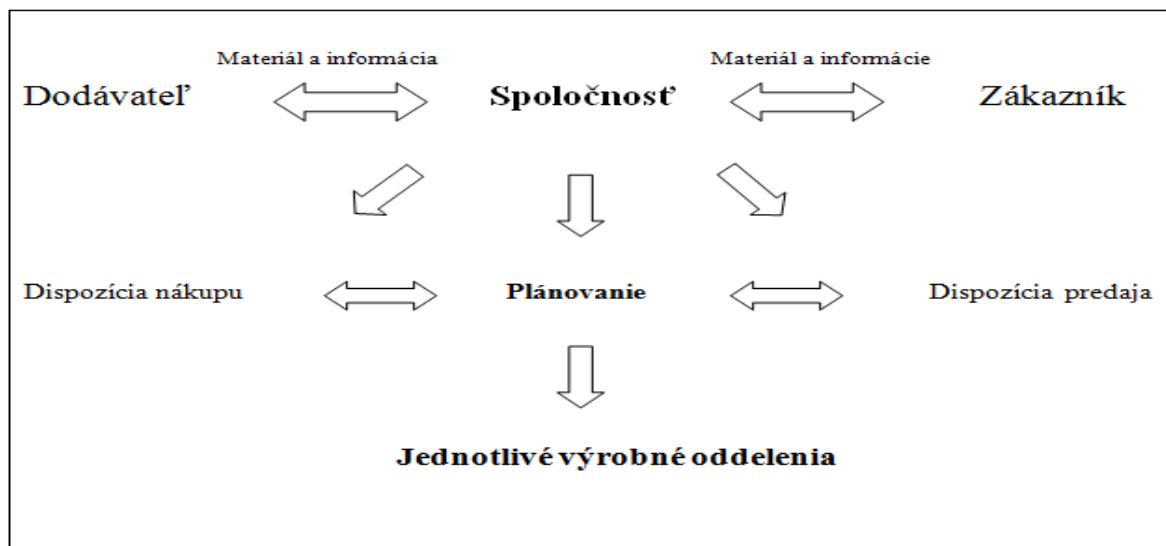 Materiál a informácia
Materiál a informácie
Dodávateľ
Spoločnosť
Zákazník
Dispozícia nákupu
Plánovanie
Dispozícia predaja
Jednotlivé výrobné oddelenia